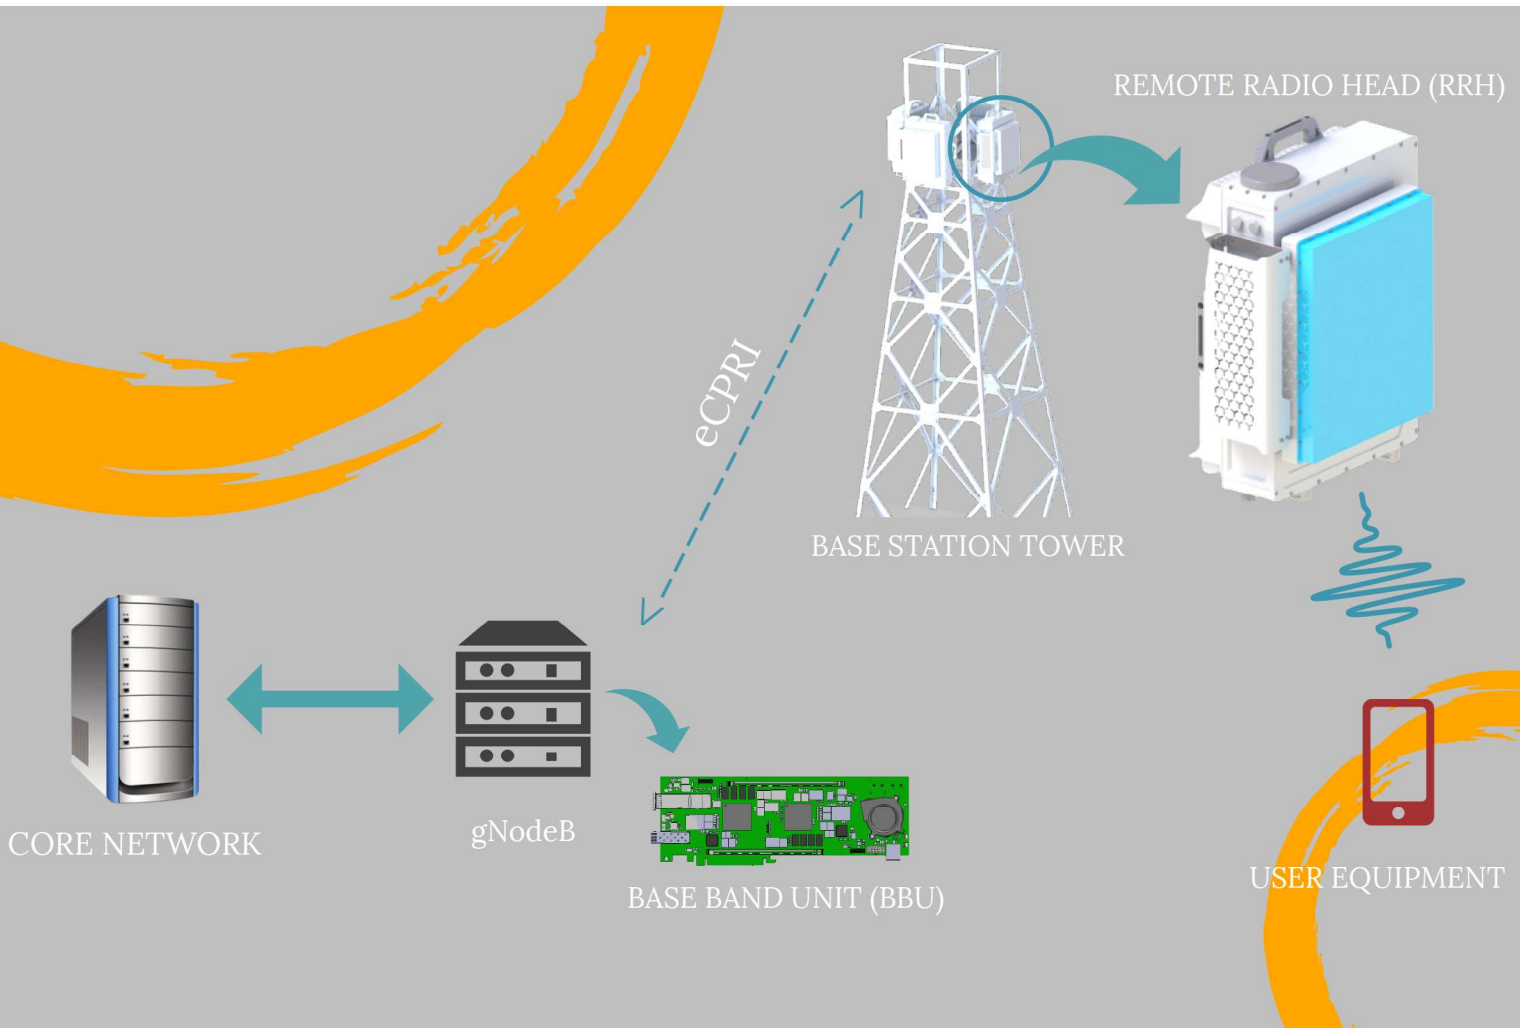 REMOTE RADIO HEAD (RRH)
eCPRI
BASE STATION TOWER
CORE NETWORK
gNodeB
BASE BAND UNIT (BBU)
USER EQUIPMENT